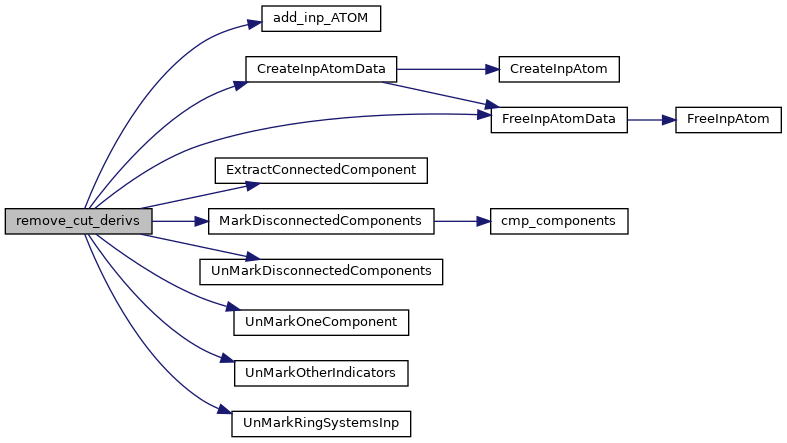 add_inp_ATOM
CreateInpAtomData
CreateInpAtom
FreeInpAtomData
FreeInpAtom
ExtractConnectedComponent
remove_cut_derivs
MarkDisconnectedComponents
cmp_components
UnMarkDisconnectedComponents
UnMarkOneComponent
UnMarkOtherIndicators
UnMarkRingSystemsInp